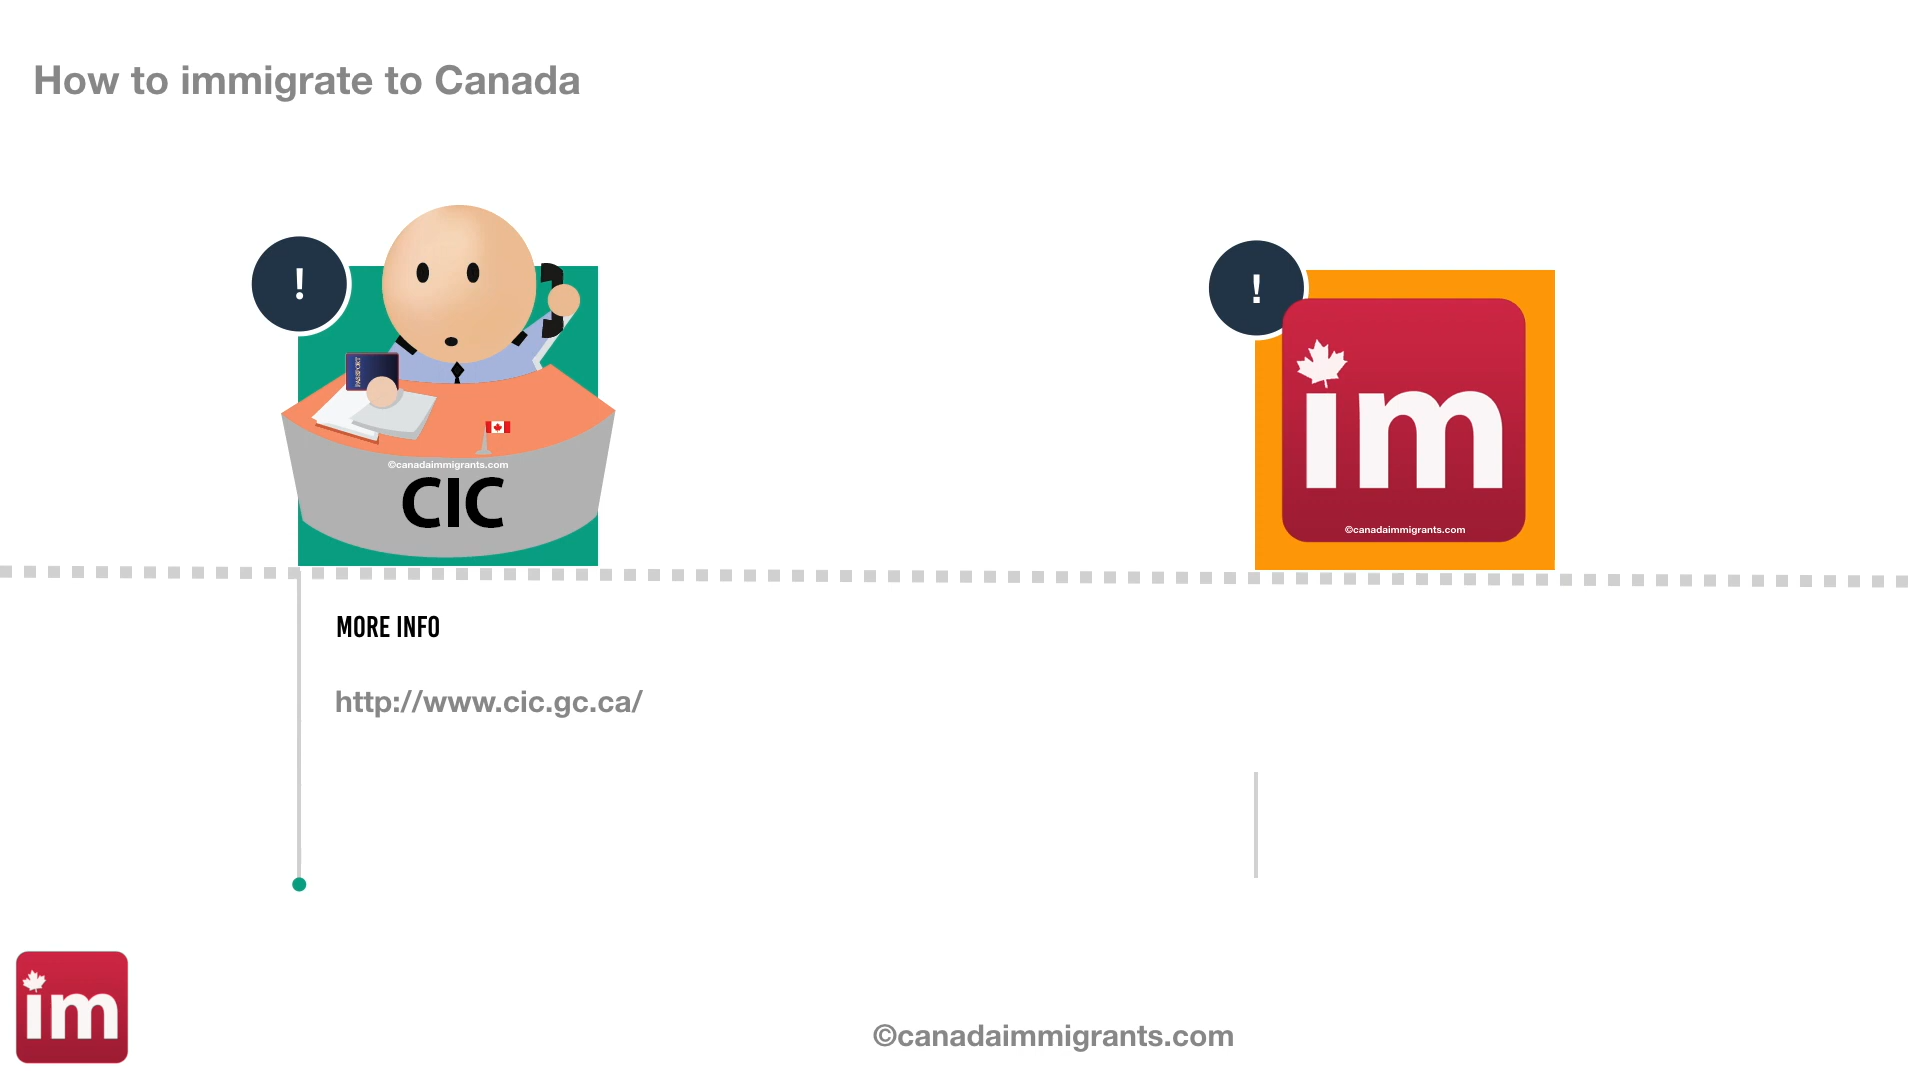 How to immigrate to Canada
!
PASSPORT
©canadaimmigrants.com
CIC
!
im
©canadaimmigrants.com
MORE INFO
http://www.cic.gc.ca/
im
©canadaimmigrants.com